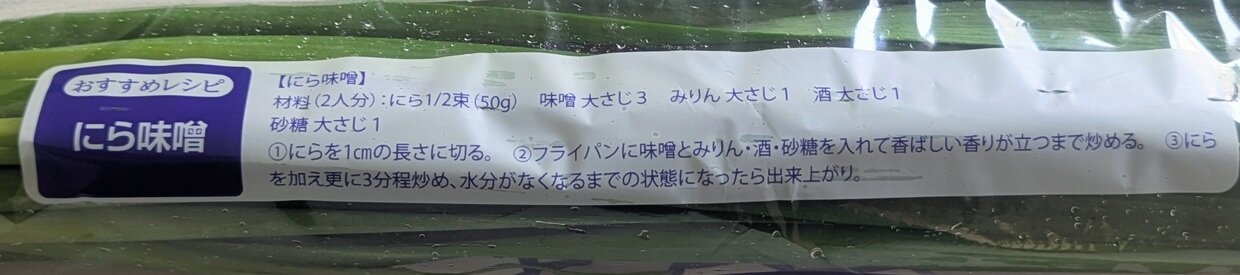 おすすめレシピ
にら味噌
【にら味噌】
材料(2人分):にら1/2束(50g) 味噌 大さじ3 みりん 大さじ1 酒 大さじ1
砂糖 大さじ1
①にらを1cmの長さに切る。 ②フライパンに味噌とみりん・酒・砂糖を入れて香ばしい香りが立つまで炒める。 ③にら
を加え更に3分程炒め、水分がなくなるまでの状態になったら出来上がり。